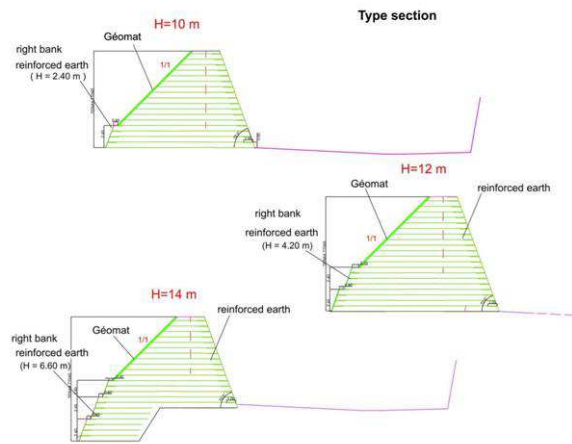 Type section
H=10 m
Géomat
1/1
right bank
reinforced earth
( H = 2.40 m )
H=12 m
Géomat
reinforced earth
right bank
1/1
reinforced earth
(H = 4.20 m)
H=14 m
reinforced earth
Géomat
1/1
right bank
reinforced earth
(H = 6.60 m)